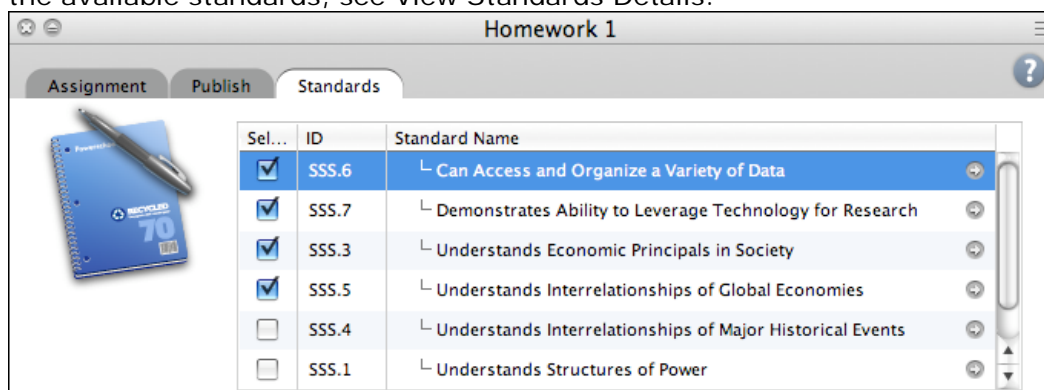 the available standards, see View Standards Details.
Homework 1
Assignment Publish Standards
?
Sel... ID Standard Name
SSS.6 Can Access and Organize a Variety of Data
SSS.7 Demonstrates Ability to Leverage Technology for Research
SSS.3 Understands Economic Principals in Society
SSS.5 Understands Interrelationships of Global Economies
SSS.4 Understands Interrelationships of Major Historical Events
SSS.1 Understands Structures of Power
RECYCLED
70